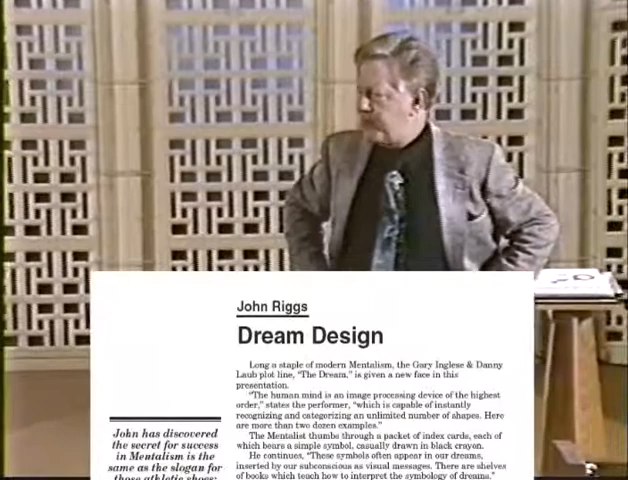 John Riggs
Dream Design
Long a staple of modern Mentalism, the Gary Inglese & Danny
Laub plot line, "The Dream," is given a new face in this
presentation.
"The human mind is an image processing device of the highest
order," states the performer, "which is capable of instantly
recognizing and categorizing an unlimited number of shapes. Here
are more than two dozen examples."
The Mentalist thumbs through a packet of index cards, each of
which bears a simple symbol, casually drawn in black crayon.
He continues, "These symbols often appear in our dreams,
inserted by our subconscious as visual messages. There are shelves
of books which teach how to interpret the symbology of dreams."
John has discovered
the secret for success
in Mentalism is the
same as the slogan for
those athletic shoes: